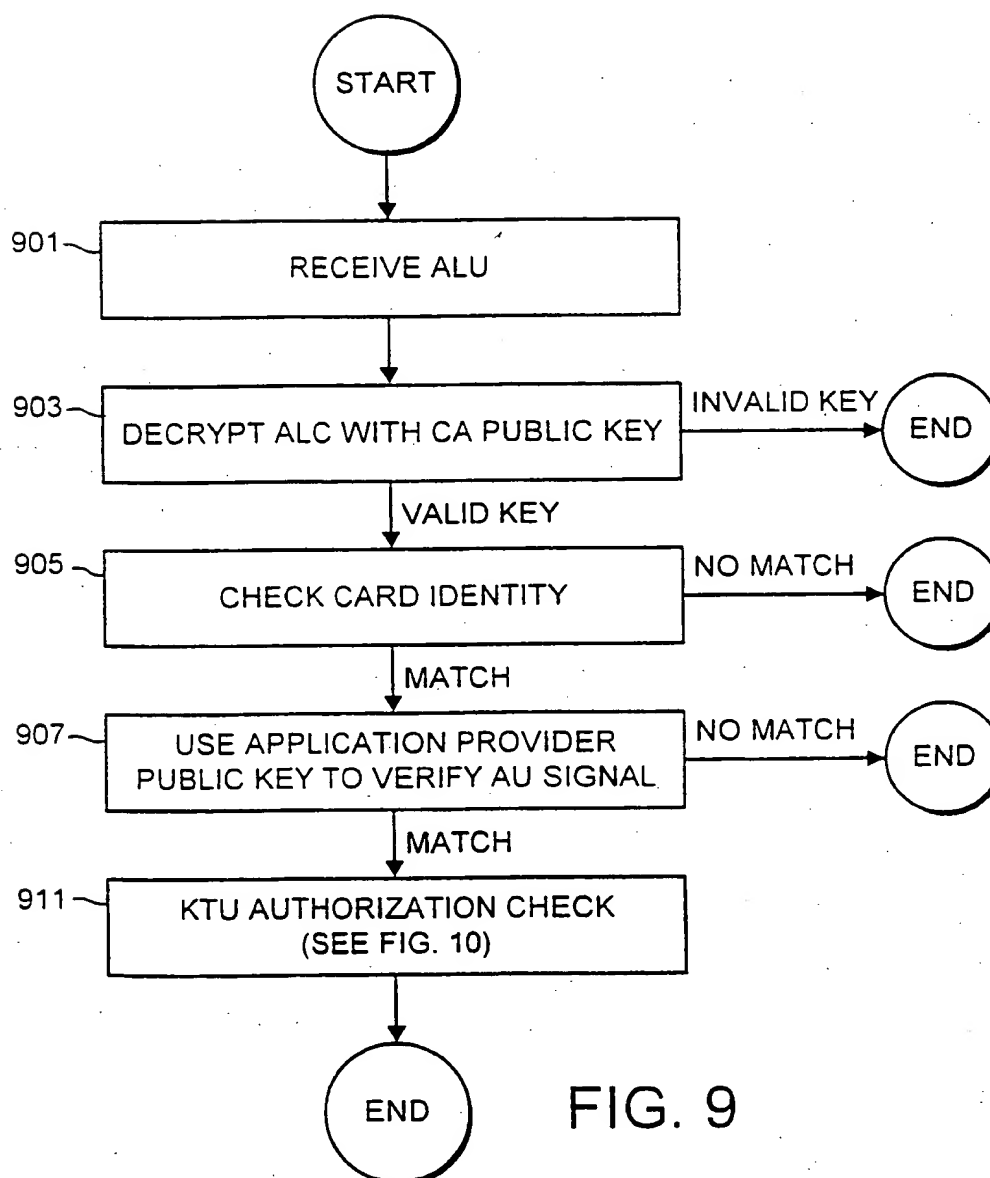 START
901
RECEIVE ALU
903
DECRYPT ALC WITH CA PUBLIC KEY
INVALID KEY
END
VALID KEY
905
CHECK CARD IDENTITY
NO MATCH
END
MATCH
907
USE APPLICATION PROVIDER
PUBLIC KEY TO VERIFY AU SIGNAL
NO MATCH
END
MATCH
911
KTU AUTHORIZATION CHECK
(SEE FIG. 10)
END
FIG. 9